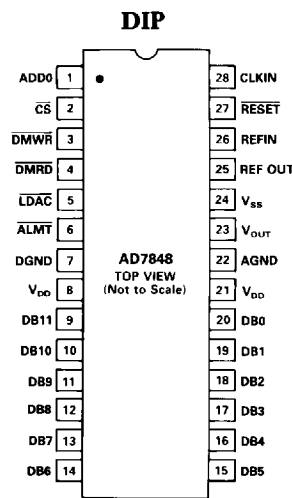 DIP
ADD0 1 28 CLKIN
CS 2 27 RESET
DMWR 3 26 REFIN
DMRD 4 25 REF OUT
LDAC 5 24 VSS
ALMT 6 23 VOUT
DGND 7 AD7848 22 AGND
TOP VIEW
VDD 8 (Not to Scale) 21 VDD
DB11 9 20 DB0
DB10 10 19 DB1
DB9 11 18 DB2
DB8 12 17 DB3
DB7 13 16 DB4
DB6 14 15 DB5